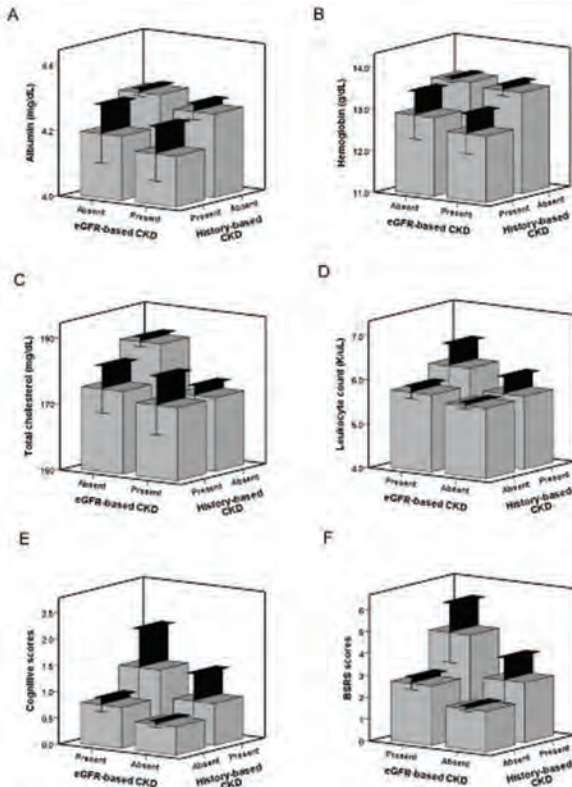 A
Albumin (mg/dL)
4.4
4.2
4.0
Absent
Present
eGFR-based CKD
Present
Absent
History-based
CKD
B
Hemoglobin (g/dL)
14.0
13.0
12.0
11.0
Absent
Present
eGFR-based CKD
Present
Absent
History-based
CKD
C
Total cholesterol (mg/dL)
190
170
Absent
Present
eGFR-based CKD
Present
Absent
History-based
CKD
D
Leukocyte count (K/uL)
7.0
6.0
5.0
4.0
Present
Absent
eGFR-based CKD
Absent
Present
History-based
CKD
E
Cognitive scores
2.5
2.0
1.5
1.0
0.5
0.0
Present
Absent
eGFR-based CKD
Absent
Present
History-based
CKD
F
BSRS scores
6
5
4
3
2
1
0
Present
Absent
eGFR-based CKD
Absent
Present
History-based
CKD